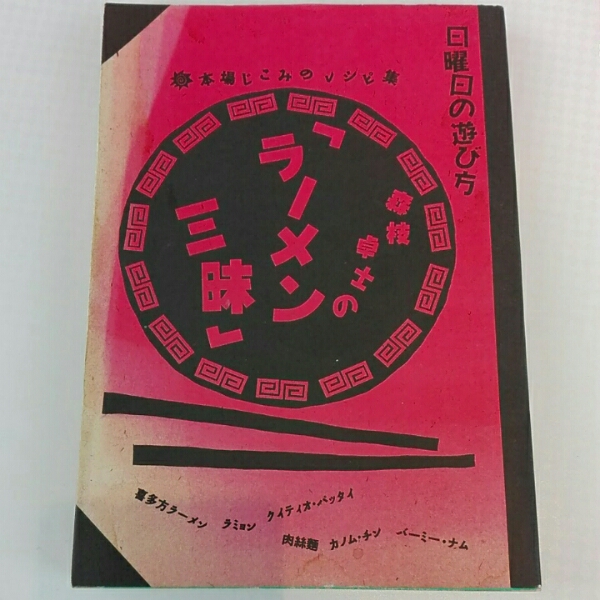 日曜日の遊び方
本場じこみのレシピ集
森枝
卓士の
「ラーメン
三昧」
喜多方ラーメン
ラミョン
クイティオ・パッタイ
肉絲麺
カノム・チン
バーミー・ナム